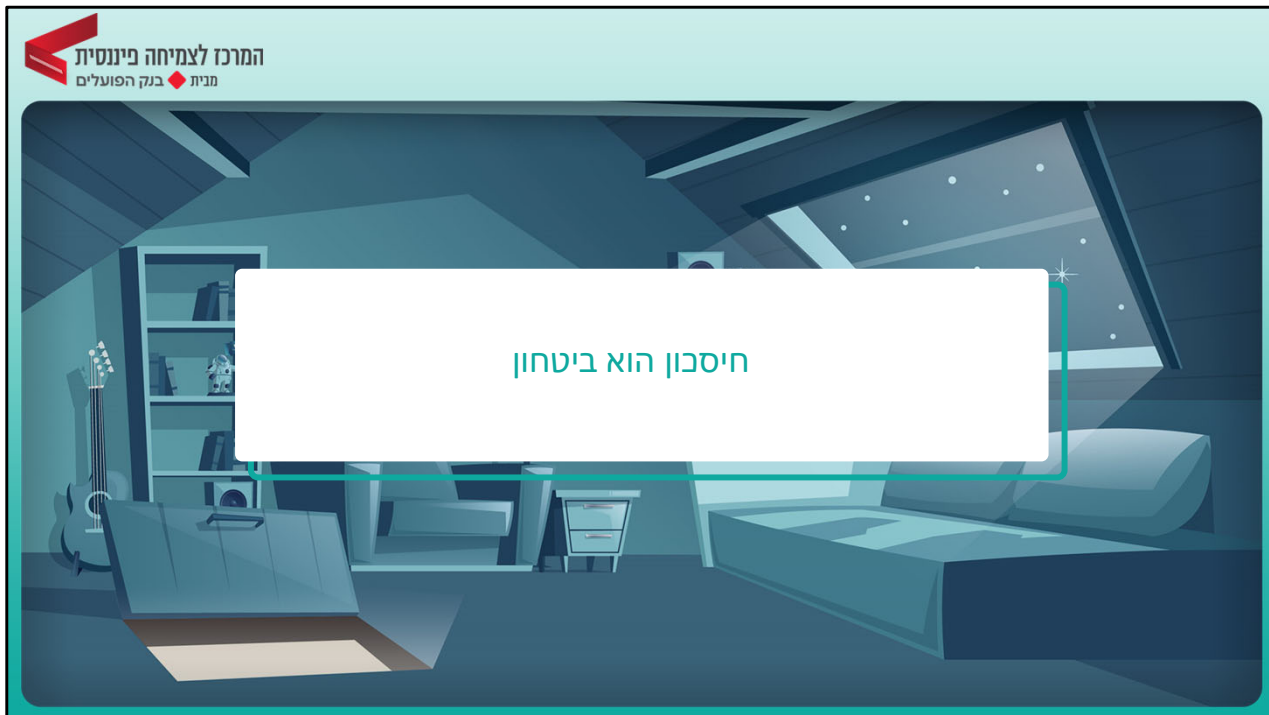 המרכז לצמיחה פיננסית
מבית בנק הפועלים
חיסכון הוא ביטחון